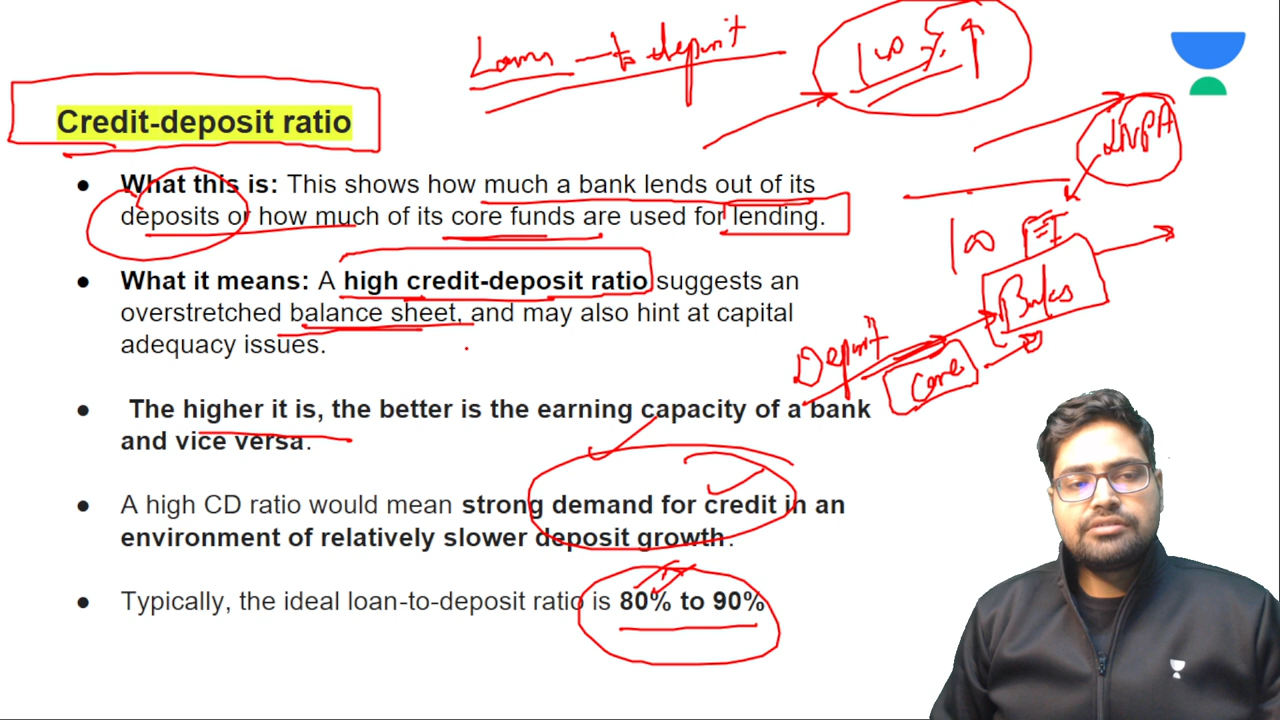 Loans → to deposit
100% ↑
Credit-deposit ratio
NPA
● What this is: This shows how much a bank lends out of its
deposits or how much of its core funds are used for lending.
100
Banks
● What it means: A high credit-deposit ratio suggests an
overstretched balance sheet, and may also hint at capital
adequacy issues.
Deposit
Core
● The higher it is, the better is the earning capacity of a bank
and vice versa.
● A high CD ratio would mean strong demand for credit in an
environment of relatively slower deposit growth.
● Typically, the ideal loan-to-deposit ratio is 80% to 90%